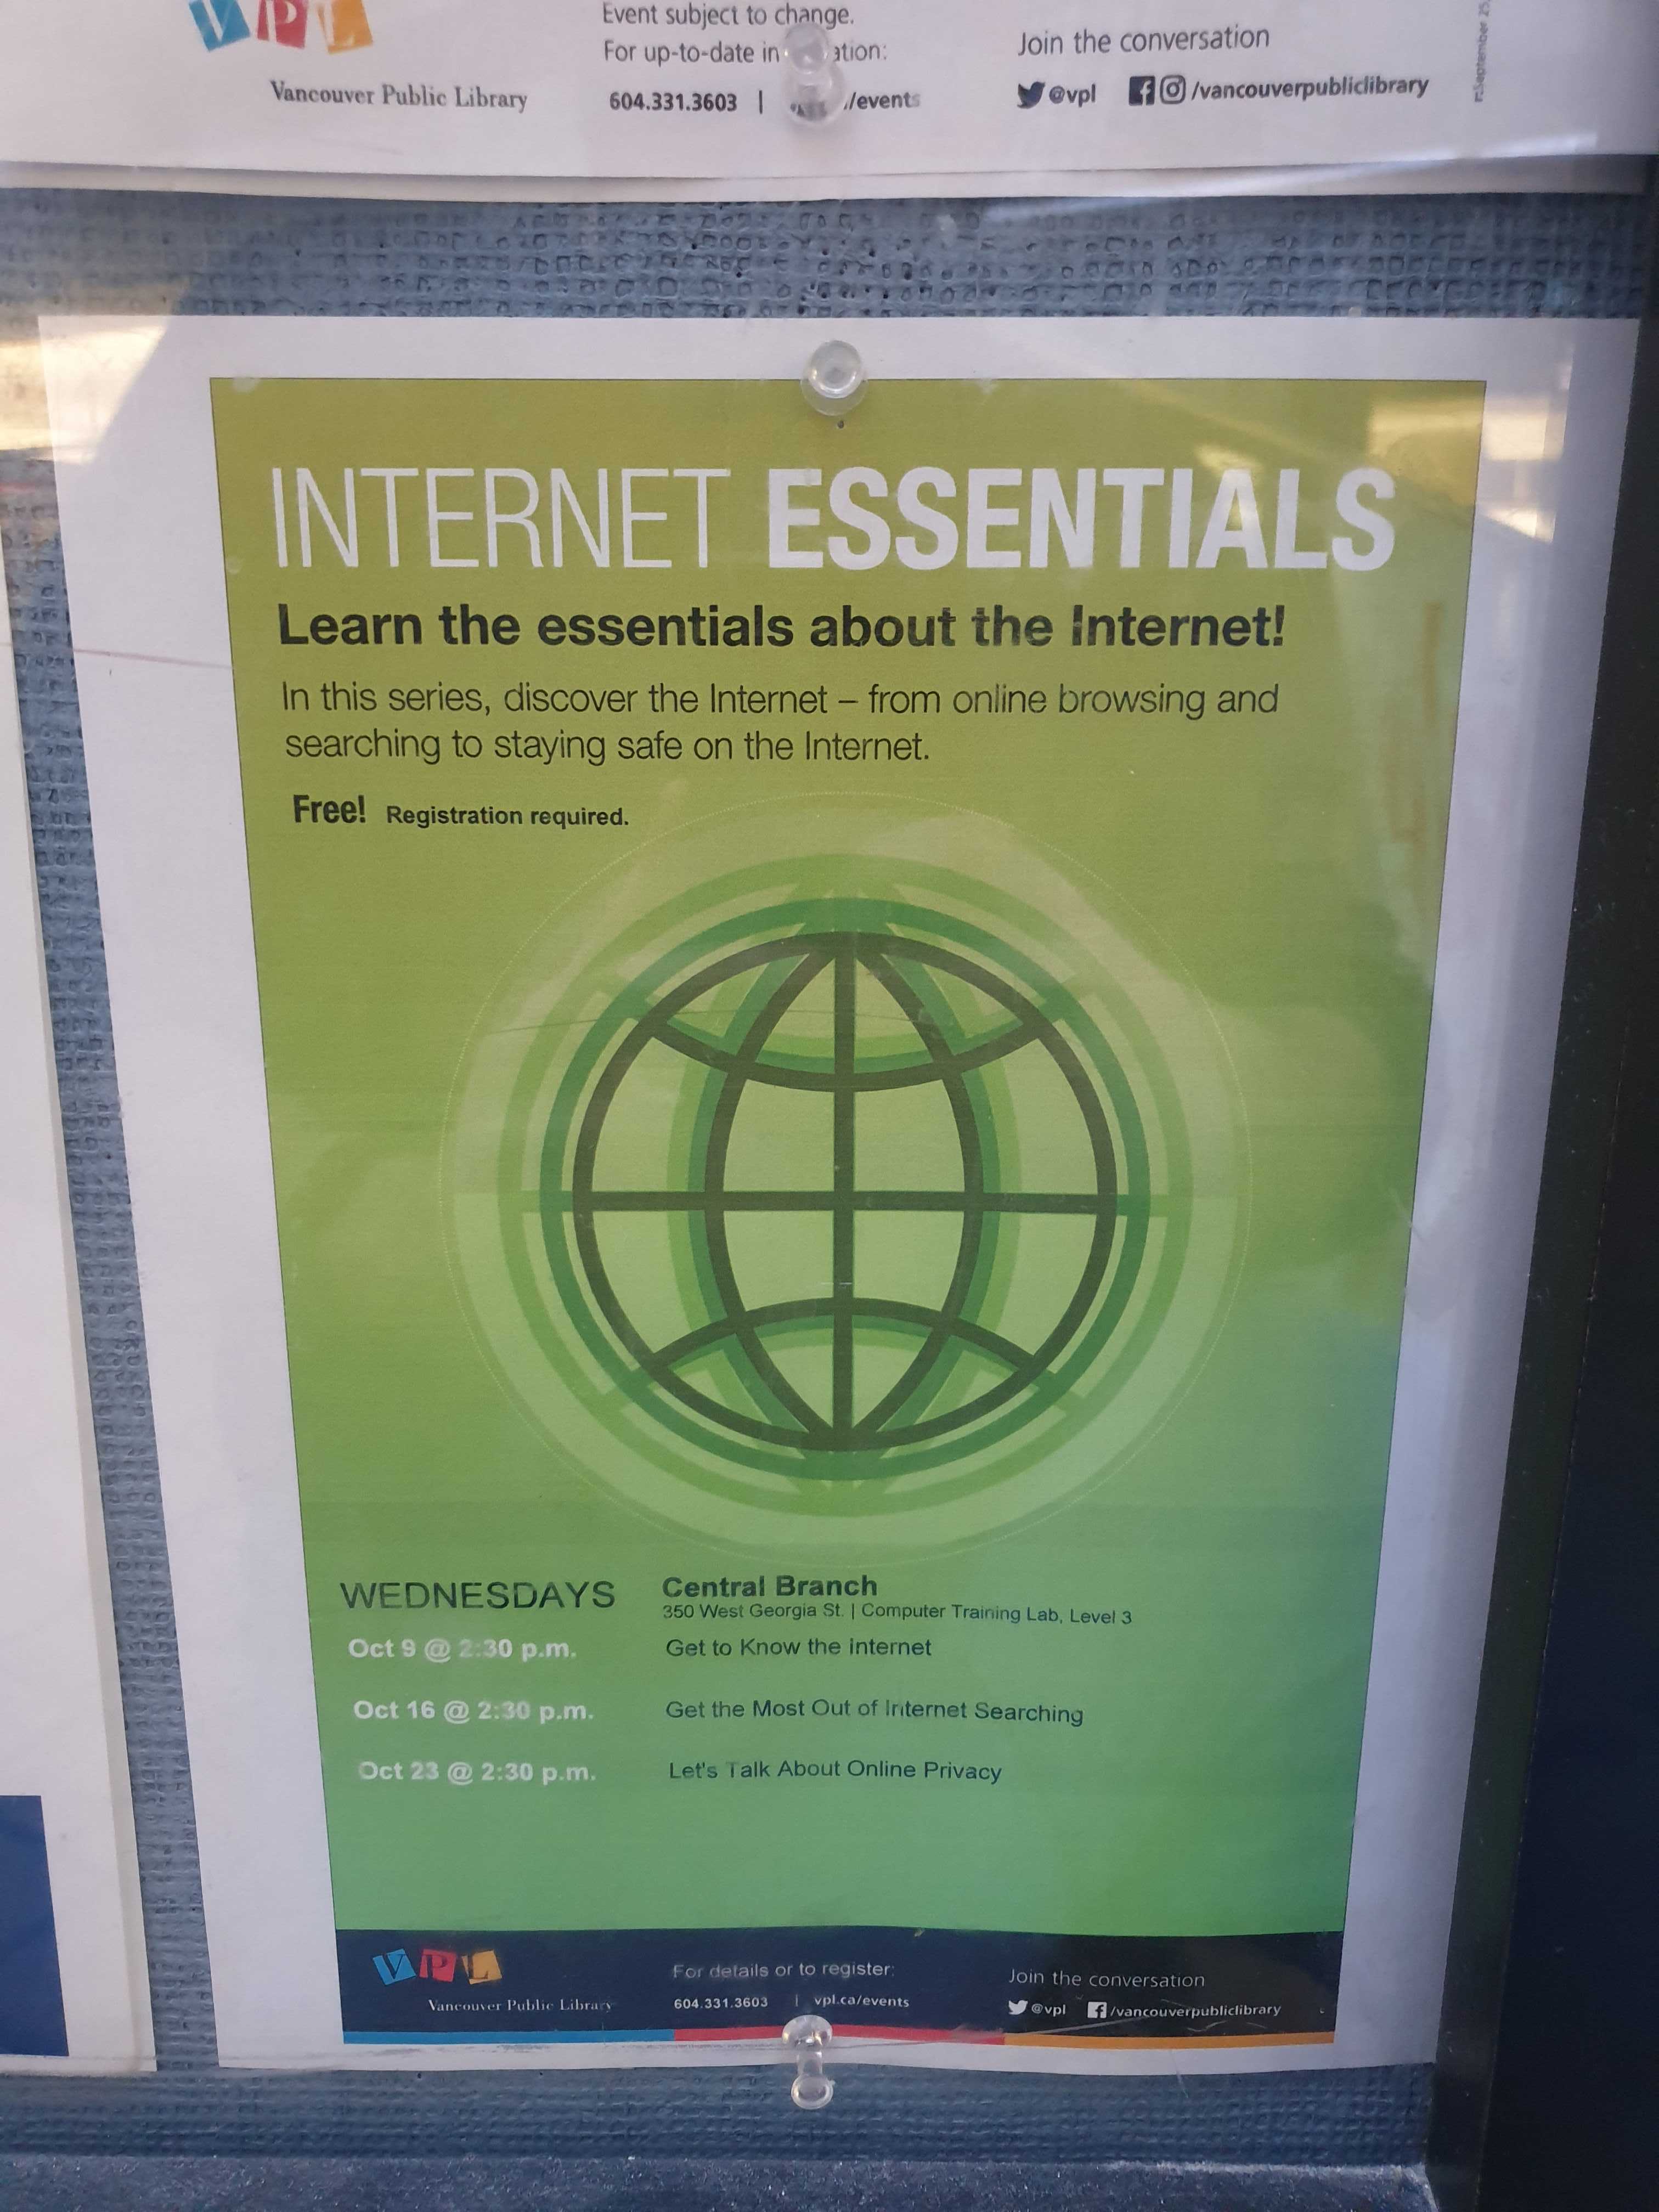 VPL
Vancouver Public Library
Event subject to change.
For up-to-date in ation:
604.331.3603 | /events
Join the conversation
@vpl /vancouverpubliclibrary
INTERNET ESSENTIALS
Learn the essentials about the Internet!
In this series, discover the Internet – from online browsing and
searching to staying safe on the Internet.
Free! Registration required.
WEDNESDAYS
Central Branch
350 West Georgia St. | Computer Training Lab, Level 3
Oct 9 @ 2:30 p.m. Get to Know the Internet
Oct 16 @ 2:30 p.m. Get the Most Out of Internet Searching
Oct 23 @ 2:30 p.m. Let's Talk About Online Privacy
VPL
Vancouver Public Library
For details or to register:
604.331.3603 | vpl.ca/events
Join the conversation
@vpl /vancouverpubliclibrary